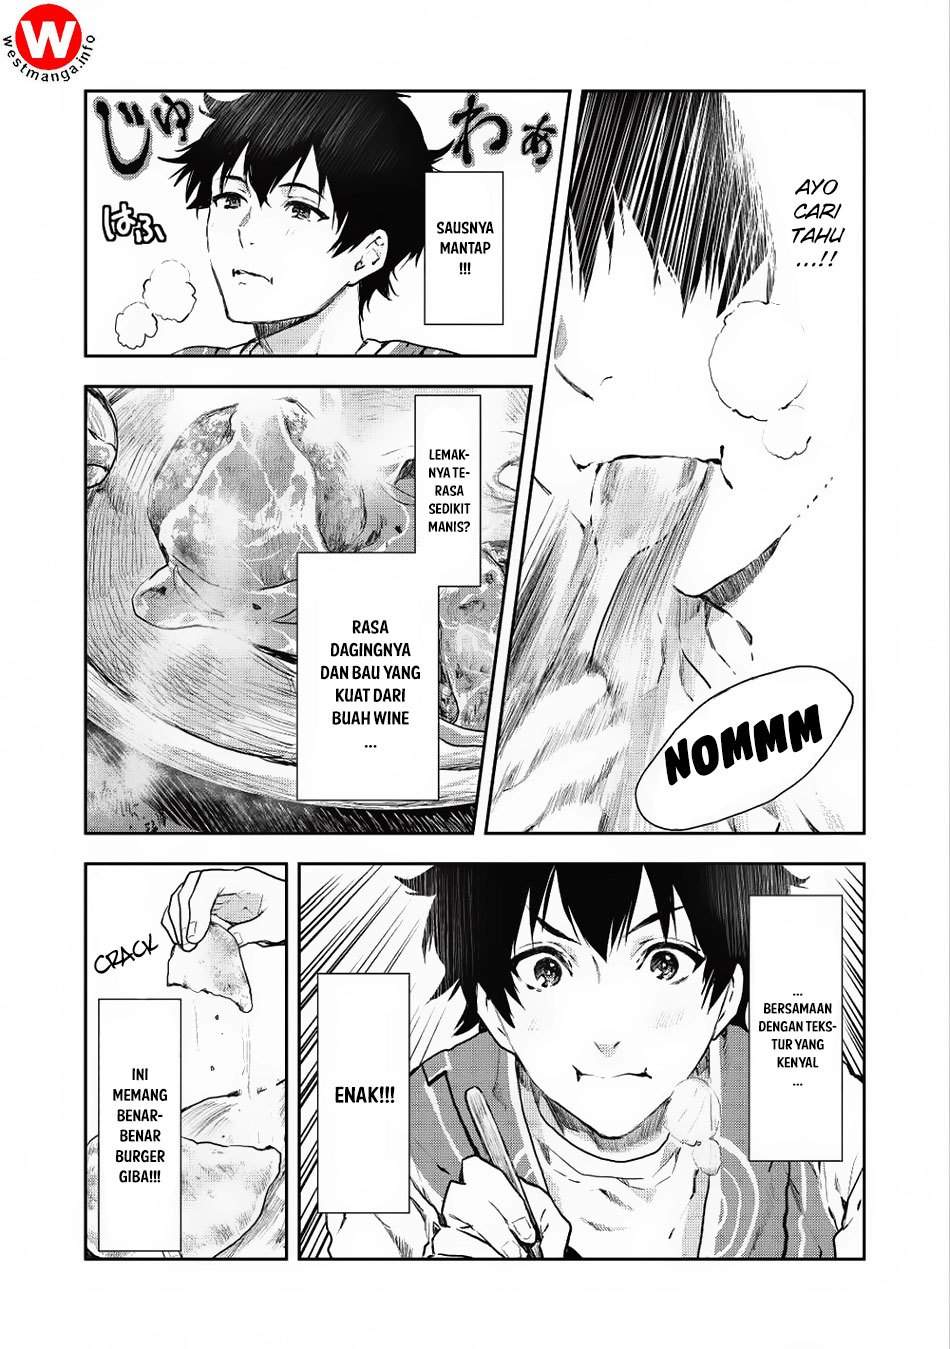 W
westmanga.info
AYO
CARI
TAHU
...!!
NOMMM
じゅ
わぁ
はふ
SAUSNYA
MANTAP
!!!
LEMAK-
NYA TE-
RASA
SEDIKIT
MANIS?
RASA
DAGINGNYA
DAN BAU YANG
KUAT DARI
BUAH WINE
...
...
BERSAMAAN
DENGAN TEKS-
TUR YANG
KENYAL
...
ENAK!!!
CRACK
INI
MEMANG
BENAR-
BENAR
BURGER
GIBA!!!